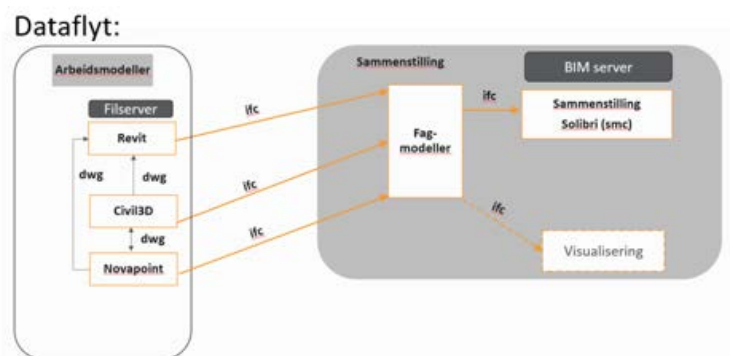 Dataflyt:
Arbeidsmodeller
Filserver
Revit
dwg
dwg
Civil3D
dwg
Novapoint
ifc
ifc
ifc
Sammenstilling
Fag-
modeller
ifc
ifc
BIM server
Sammenstilling
Solibri (smc)
Visualisering